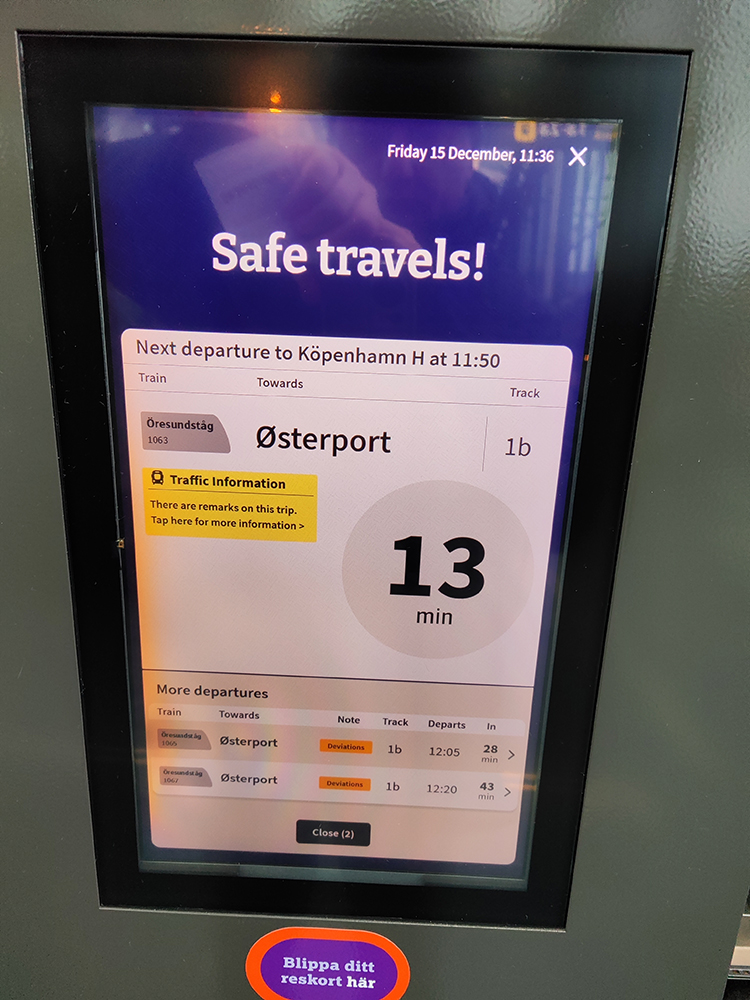 Friday 15 December, 11:36 X
Safe travels!
Next departure to Köpenhamn H at 11:50
Train Towards Track
Öresundståg
1063
Østerport 1b
Traffic Information
There are remarks on this trip.
Tap here for more information >
13
min
More departures
Train Towards Note Track Departs In
Öresundståg
1065
Østerport Deviations 1b 12:05 28 min >
Öresundståg
1067
Østerport Deviations 1b 12:20 43 min >
Close (2)
Blippa ditt
reskort här